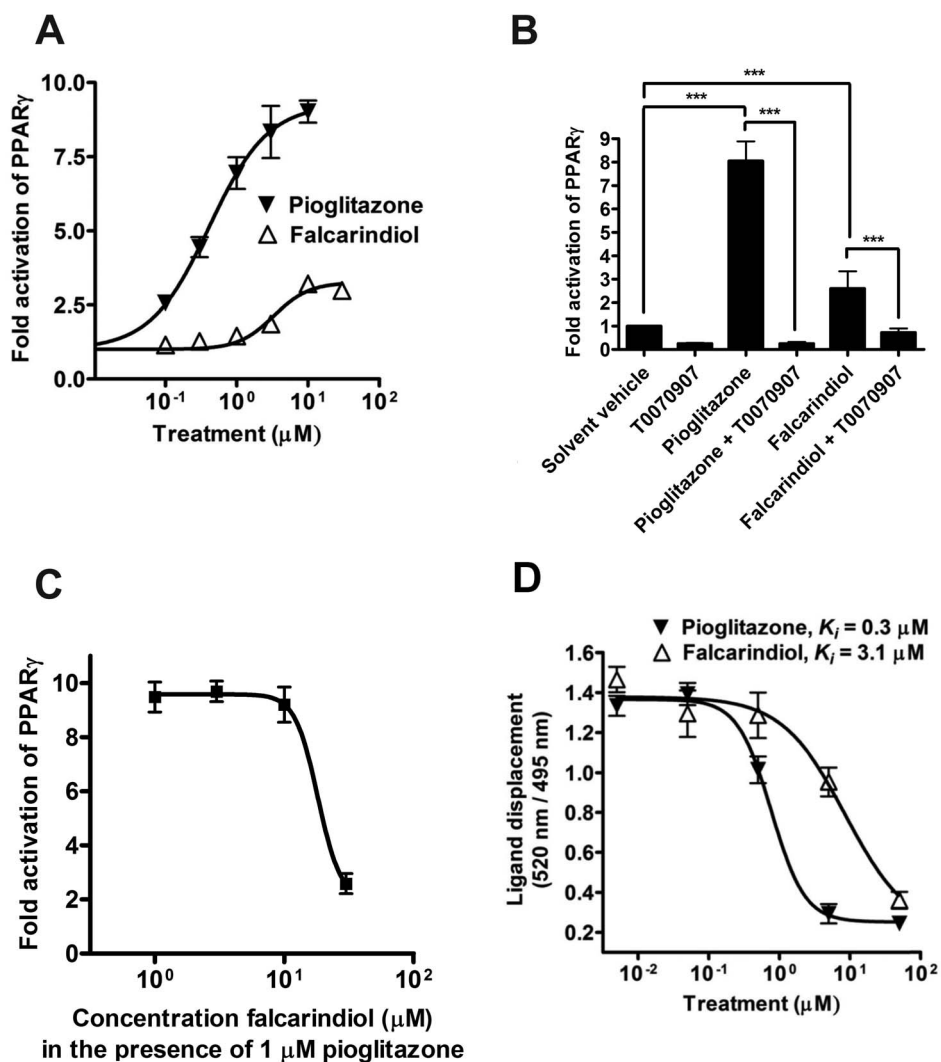 A
Fold activation of PPARγ
10.0
7.5
5.0
2.5
0.0
Pioglitazone
Falcarindiol
10⁻¹ 10⁰ 10¹ 10²
Treatment (μM)
B
Fold activation of PPARγ
9
8
7
6
5
4
3
2
1
0
***
*** ***
***
Solvent vehicle
T0070907
Pioglitazone
Pioglitazone + T0070907
Falcarindiol
Falcarindiol + T0070907
C
Fold activation of PPARγ
10
8
6
4
2
0
10⁰ 10¹ 10²
Concentration falcarindiol (μM)
in the presence of 1 μM pioglitazone
D
Pioglitazone, Kᵢ = 0.3 μM
Falcarindiol, Kᵢ = 3.1 μM
Ligand displacement
(520 nm / 495 nm)
1.6
1.4
1.2
1.0
0.8
0.6
0.4
0.2
10⁻² 10⁻¹ 10⁰ 10¹ 10²
Treatment (μM)